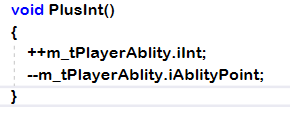 void PlusInt()
{
++m_tPlayerAblity.iInt;
--m_tPlayerAblity.iAblityPoint;
}